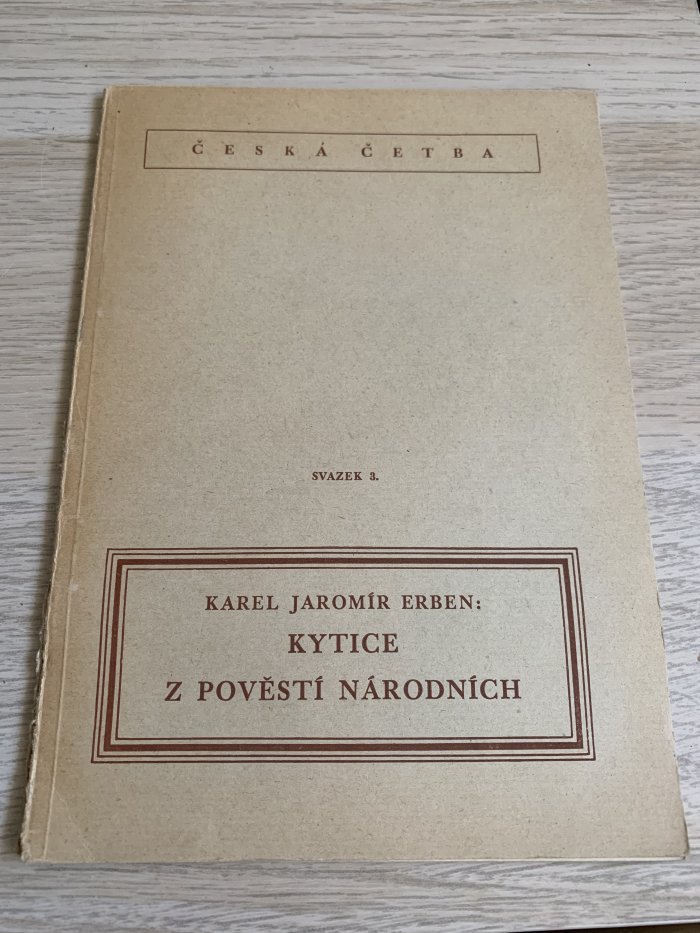 ČESKÁ ČETBA
SVAZEK 3.
KAREL JAROMÍR ERBEN:
KYTICE
Z POVĚSTÍ NÁRODNÍCH